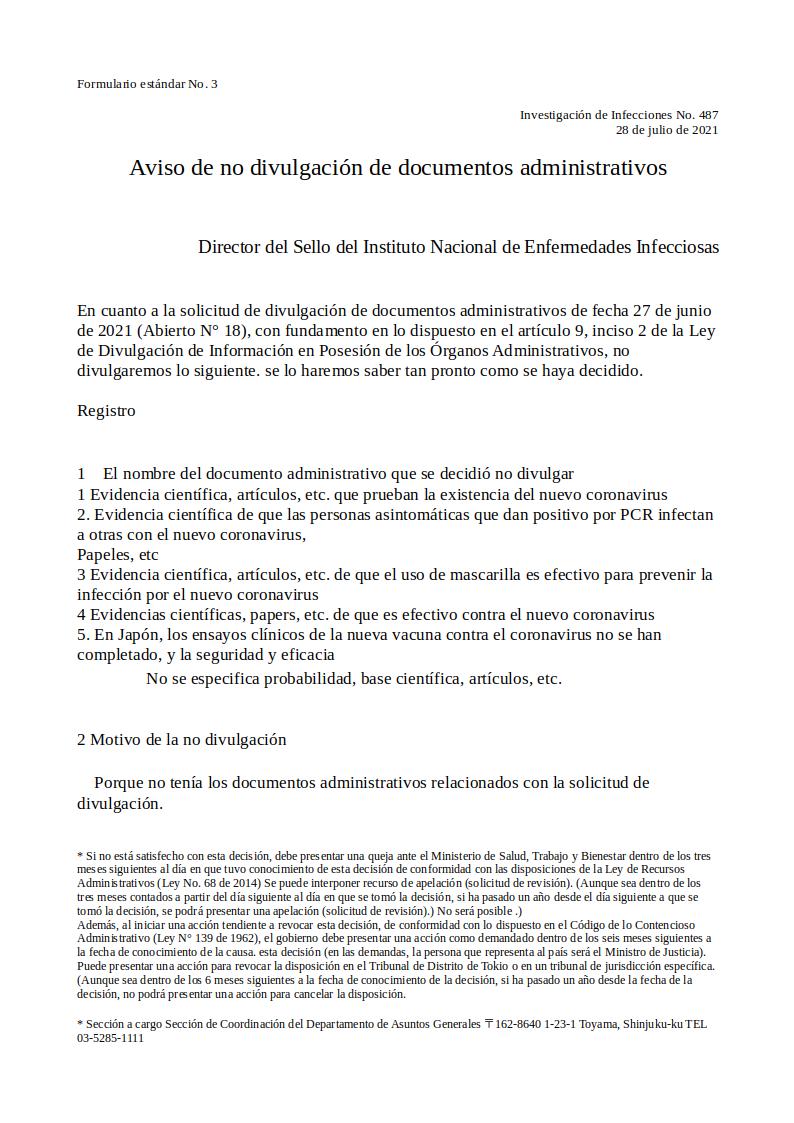 Formulario estándar No. 3
Investigación de Infecciones No. 487
28 de julio de 2021
Aviso de no divulgación de documentos administrativos
Director del Sello del Instituto Nacional de Enfermedades Infecciosas
En cuanto a la solicitud de divulgación de documentos administrativos de fecha 27 de junio
de 2021 (Abierto N° 18), con fundamento en lo dispuesto en el artículo 9, inciso 2 de la Ley
de Divulgación de Información en Posesión de los Órganos Administrativos, no
divulgaremos lo siguiente. se lo haremos saber tan pronto como se haya decidido.
Registro
1 El nombre del documento administrativo que se decidió no divulgar
1 Evidencia científica, artículos, etc. que prueban la existencia del nuevo coronavirus
2. Evidencia científica de que las personas asintomáticas que dan positivo por PCR infectan
a otras con el nuevo coronavirus,
Papeles, etc
3 Evidencia científica, artículos, etc. de que el uso de mascarilla es efectivo para prevenir la
infección por el nuevo coronavirus
4 Evidencias científicas, papers, etc. de que es efectivo contra el nuevo coronavirus
5. En Japón, los ensayos clínicos de la nueva vacuna contra el coronavirus no se han
completado, y la seguridad y eficacia
No se especifica probabilidad, base científica, artículos, etc.
2 Motivo de la no divulgación
Porque no tenía los documentos administrativos relacionados con la solicitud de
divulgación.
* Si no está satisfecho con esta decisión, debe presentar una queja ante el Ministerio de Salud, Trabajo y Bienestar dentro de los tres
meses siguientes al día en que tuvo conocimiento de esta decisión de conformidad con las disposiciones de la Ley de Recursos
Administrativos (Ley No. 68 de 2014) Se puede interponer recurso de apelación (solicitud de revisión). (Aunque sea dentro de los
tres meses contados a partir del día siguiente al día en que se tomó la decisión, si ha pasado un año desde el día siguiente a que se
tomó la decisión, se podrá presentar una apelación (solicitud de revisión).) No será posible .)
Además, al iniciar una acción tendiente a revocar esta decisión, de conformidad con lo dispuesto en el Código de lo Contencioso
Administrativo (Ley N° 139 de 1962), el gobierno debe presentar una acción como demandado dentro de los seis meses siguientes a
la fecha de conocimiento de la causa. esta decisión (en las demandas, la persona que representa al país será el Ministro de Justicia).
Puede presentar una acción para revocar la disposición en el Tribunal de Distrito de Tokio o en un tribunal de jurisdicción específica.
(Aunque sea dentro de los 6 meses siguientes a la fecha de conocimiento de la decisión, si ha pasado un año desde la fecha de la
decisión, no podrá presentar una acción para cancelar la disposición.
* Sección a cargo Sección de Coordinación del Departamento de Asuntos Generales 〒162-8640 1-23-1 Toyama, Shinjuku-ku TEL
03-5285-1111